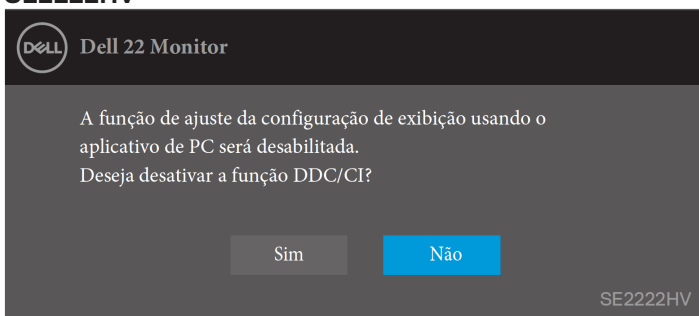 DELL
Dell 22 Monitor
A função de ajuste da configuração de exibição usando o
aplicativo de PC será desabilitada.
Deseja desativar a função DDC/CI?
Sim
Não
SE2222HV